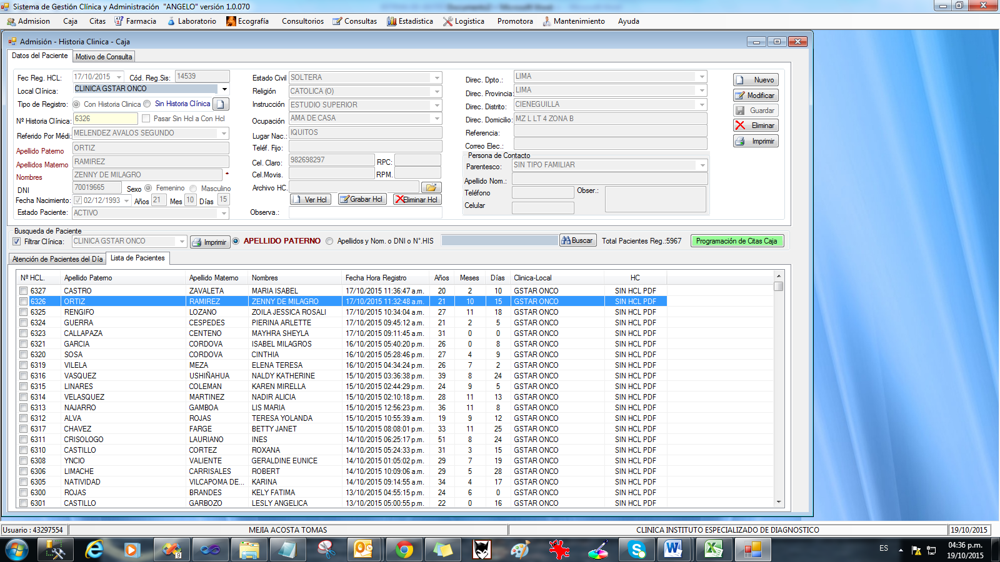 Sistema de Gestión Clínica y Administración "ANGELO" versión 1.0.070
Admision Caja Citas Farmacia Laboratorio Ecografía Consultorios Consultas Estadistica Logistica Promotora Mantenimiento Ayuda
Admisión - Historia Clinica - Caja
Datos del Paciente Motivo de Consulta
Fec Reg. HCL: 17/10/2015 Cód. Reg.Sis: 14539
Local Clínica: CLINICA GSTAR ONCO
Tipo de Registro: Con Historia Clinica Sin Historia Clínica
Nº Historia Clínica: 6326 Pasar Sin Hcl a Con Hcl
Referido Por Médi: MELENDEZ AVALOS SEGUNDO
Apellido Paterno ORTIZ
Apellidos Materno RAMIREZ
Nombres ZENNY DE MILAGRO *
DNI 70019665 Sexo Femenino Masculino
Fecha Nacimiento: 02/12/1993 Años 21 Mes 10 Días 15
Estado Paciente: ACTIVO
Estado Civil SOLTERA
Religión CATOLICA (O)
Instrucción ESTUDIO SUPERIOR
Ocupación AMA DE CASA
Lugar Nac.: IQUITOS
Teléf. Fijo:
Cel. Claro: 982698297 RPC:
Cel.Movis. RPM.
Archivo HC.
Ver Hcl Grabar Hcl Eliminar Hcl
Observa.:
Direc. Dpto.: LIMA
Direc. Provincia: LIMA
Direc. Distrito: CIENEGUILLA
Direc. Domicilio: MZ L LT 4 ZONA B
Referencia:
Correo Elec.:
Persona de Contacto
Parentesco: SIN TIPO FAMILIAR
Apellido Nom.:
Teléfono Obser.:
Celular
Nuevo
Modificar
Guardar
Eliminar
Imprimir
Busqueda de Paciente
Filtrar Clínica: CLINICA GSTAR ONCO Imprimir APELLIDO PATERNO Apellidos y Nom. o DNI o N°.HIS Buscar Total Pacientes Reg.:5967 Programación de Citas Caja
Atención de Pacientes del Día Lista de Pacientes
Nº HCL. Apellido Paterno Apellido Materno Nombres Fecha Hora Registro Años Meses Días Clinica-Local HC
6327 CASTRO ZAVALETA MARIA ISABEL 17/10/2015 11:36:47 a.m. 20 2 10 GSTAR ONCO SIN HCL PDF
6326 ORTIZ RAMIREZ ZENNY DE MILAGRO 17/10/2015 11:32:48 a.m. 21 10 15 GSTAR ONCO SIN HCL PDF
6325 RENGIFO LOZANO ZOILA JESSICA ROSALI 17/10/2015 10:34:04 a.m. 27 11 18 GSTAR ONCO SIN HCL PDF
6324 GUERRA CESPEDES PIERINA ARLETTE 17/10/2015 09:45:12 a.m. 21 2 5 GSTAR ONCO SIN HCL PDF
6323 CALLAPAZA CENTENO MAYHRA SHEYLA 17/10/2015 09:11:45 a.m. 31 0 0 GSTAR ONCO SIN HCL PDF
6321 GARCIA CORDOVA ISABEL MILAGROS 16/10/2015 05:40:20 p.m. 26 0 8 GSTAR ONCO SIN HCL PDF
6320 SOSA CORDOVA CINTHIA 16/10/2015 05:28:46 p.m. 27 4 9 GSTAR ONCO SIN HCL PDF
6319 VILELA MEZA ELENA TERESA 16/10/2015 04:34:24 p.m. 26 7 2 GSTAR ONCO SIN HCL PDF
6316 VASQUEZ USHIÑAHUA NALDY KATHERINE 15/10/2015 03:36:38 p.m. 39 8 24 GSTAR ONCO SIN HCL PDF
6315 LINARES COLEMAN KAREN MIRELLA 15/10/2015 02:44:29 p.m. 24 9 5 GSTAR ONCO SIN HCL PDF
6314 VELASQUEZ MARTINEZ NADIR ALICIA 15/10/2015 02:10:18 p.m. 28 11 13 GSTAR ONCO SIN HCL PDF
6313 NAJARRO GAMBOA LIS MARIA 15/10/2015 12:56:23 p.m. 36 11 8 GSTAR ONCO SIN HCL PDF
6312 ALVA ROJAS TERESA YOLANDA 15/10/2015 10:55:39 a.m. 19 9 12 GSTAR ONCO SIN HCL PDF
6317 CHAVEZ FARGE BETTY JANET 15/10/2015 08:08:01 p.m. 33 11 25 GSTAR ONCO SIN HCL PDF
6311 CRISOLOGO LAURIANO INES 14/10/2015 06:25:17 p.m. 51 8 24 GSTAR ONCO SIN HCL PDF
6310 CASTILLO CORTEZ ROXANA 14/10/2015 05:24:33 p.m. 31 3 15 GSTAR ONCO SIN HCL PDF
6308 YNCIO VALIENTE GERALDINE EUNICE 14/10/2015 01:05:02 p.m. 29 7 19 GSTAR ONCO SIN HCL PDF
6306 LIMACHE CARRISALES ROBERT 14/10/2015 10:09:06 a.m. 29 5 28 GSTAR ONCO SIN HCL PDF
6305 NATIVIDAD VILCAPOMA DE... KARINA 14/10/2015 09:14:55 a.m. 34 4 17 GSTAR ONCO SIN HCL PDF
6300 ROJAS BRANDES KELY FATIMA 13/10/2015 04:55:15 p.m. 24 6 0 GSTAR ONCO SIN HCL PDF
6301 CASTILLO GARBOZO LESLY ANGELICA 13/10/2015 05:00:55 p.m. 22 0 16 GSTAR ONCO SIN HCL PDF
Usuario : 43297554 MEJIA ACOSTA TOMAS CLINICA INSTITUTO ESPECIALIZADO DE DIAGNOSTICO 19/10/2015
ES 04:36 p.m.
19/10/2015